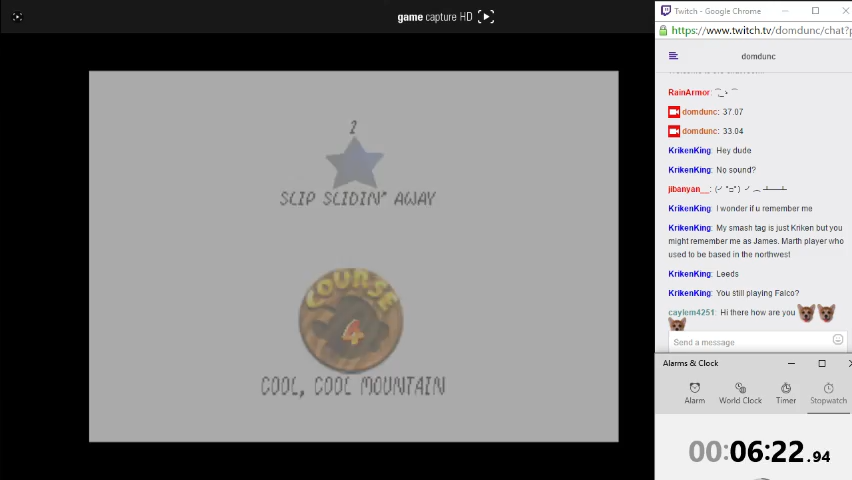 game capture HD
2
SLIP SLIDIN' AWAY
COURSE
4
COOL, COOL MOUNTAIN
Twitch - Google Chrome
https://www.twitch.tv/domdunc/chat?p
domdunc
RainArmor:
domdunc: 37.07
domdunc: 33.04
KrikenKing: Hey dude
KrikenKing: No sound?
jibanyan__:
KrikenKing: I wonder if u remember me
KrikenKing: My smash tag is just Kriken but you
might remember me as James. Marth player who
used to be based in the northwest
KrikenKing: Leeds
KrikenKing: You still playing Falco?
caylem4251: Hi there how are you
Send a message
Alarms & Clock
Alarm
World Clock
Timer
Stopwatch
00:06:22.94